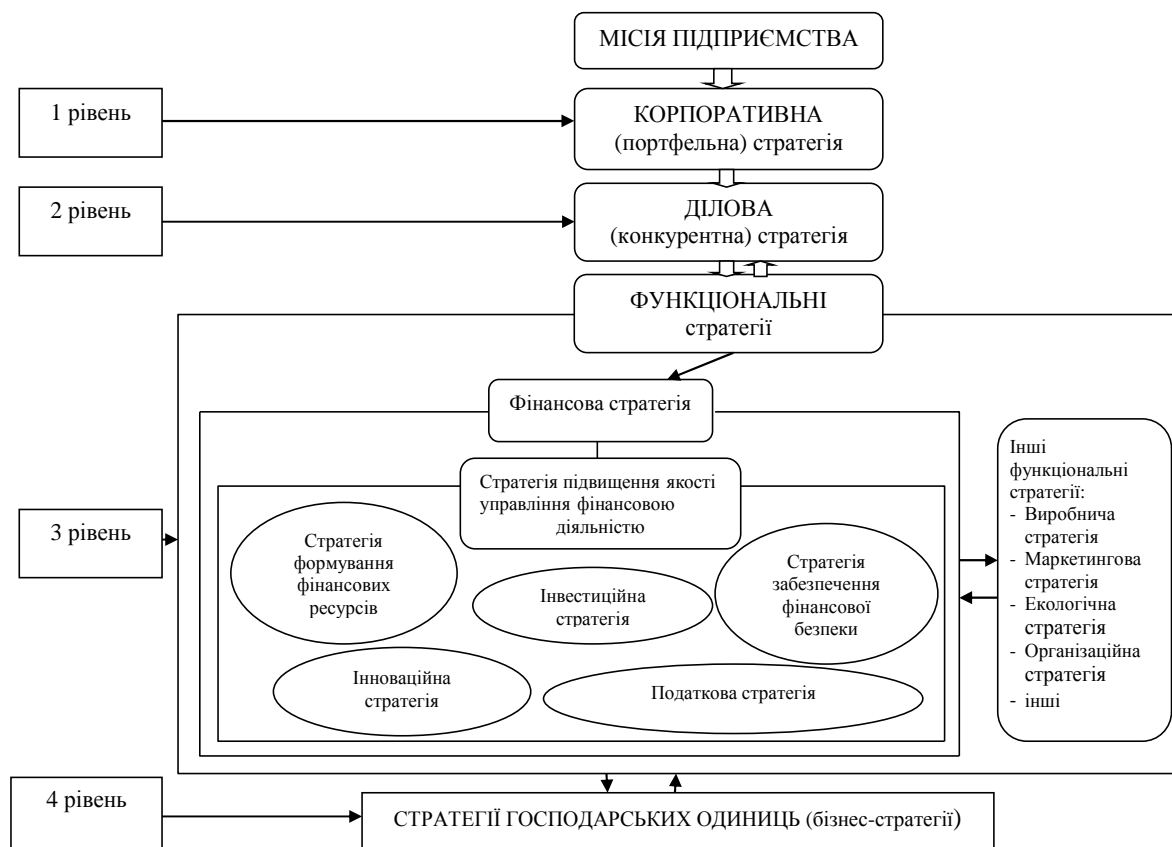 МІСІЯ ПІДПРИЄМСТВА
1 рівень
КОРПОРАТИВНА
(портфельна) стратегія
2 рівень
ДІЛОВА
(конкурентна) стратегія
ФУНКЦІОНАЛЬНІ
стратегії
Фінансова стратегія
Стратегія підвищення якості
управління фінансовою
діяльністю
3 рівень
Стратегія
формування
фінансових
ресурсів
Інвестиційна
стратегія
Стратегія
забезпечення
фінансової
безпеки
Інноваційна
стратегія
Податкова стратегія
Інші
функціональні
стратегії:
- Виробнича
стратегія
- Маркетингова
стратегія
- Екологічна
стратегія
- Організаційна
стратегія
- інші
4 рівень
СТРАТЕГІЇ ГОСПОДАРСЬКИХ ОДИНИЦЬ (бізнес-стратегії)